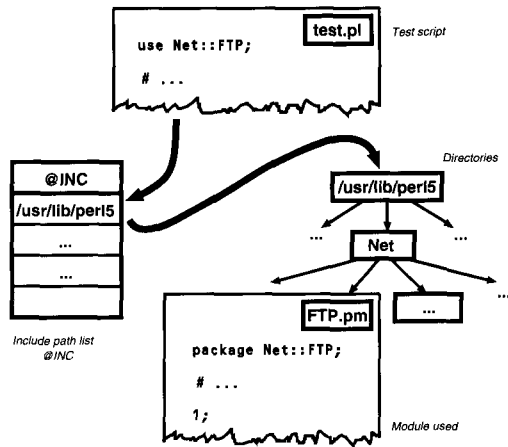 test.pl
Test script
use Net::FTP;
# ...
@INC
/usr/lib/perl5
...
...
Include path list
@INC
Directories
/usr/lib/perl5
...
Net
...
...
...
FTP.pm
package Net::FTP;
# ...
1;
Module used